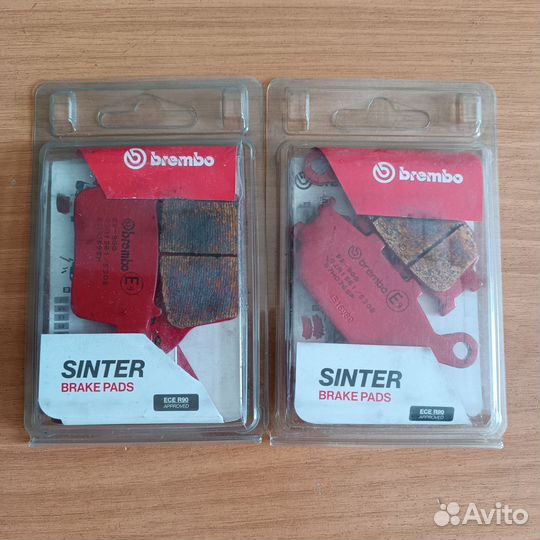 brembo
brembo
SINTER
BRAKE PADS
ECE R90
APPROVED
brembo
brembo
SINTER
BRAKE PADS
ECE R90
APPROVED
Avito